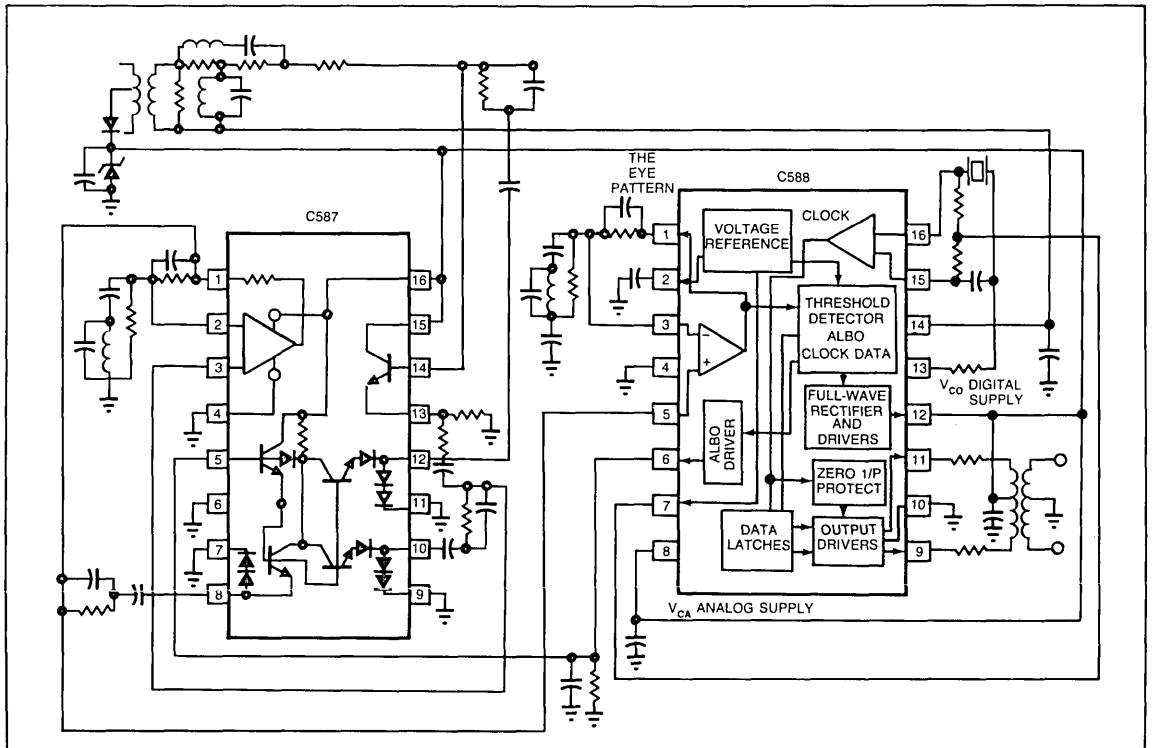 THE
EYE
PATTERN
C587
1
2
3
4
5
6
7
8
16
15
14
13
12
11
10
9
C588
1
2
3
4
5
6
7
8
16
15
14
13
12
11
10
9
VOLTAGE
REFERENCE
CLOCK
THRESHOLD
DETECTOR
ALBO
CLOCK DATA
FULL-WAVE
RECTIFIER
AND
DRIVERS
ALBO
DRIVER
ZERO 1/P
PROTECT
DATA
LATCHES
OUTPUT
DRIVERS
−
+
VCO DIGITAL
SUPPLY
VCA ANALOG SUPPLY